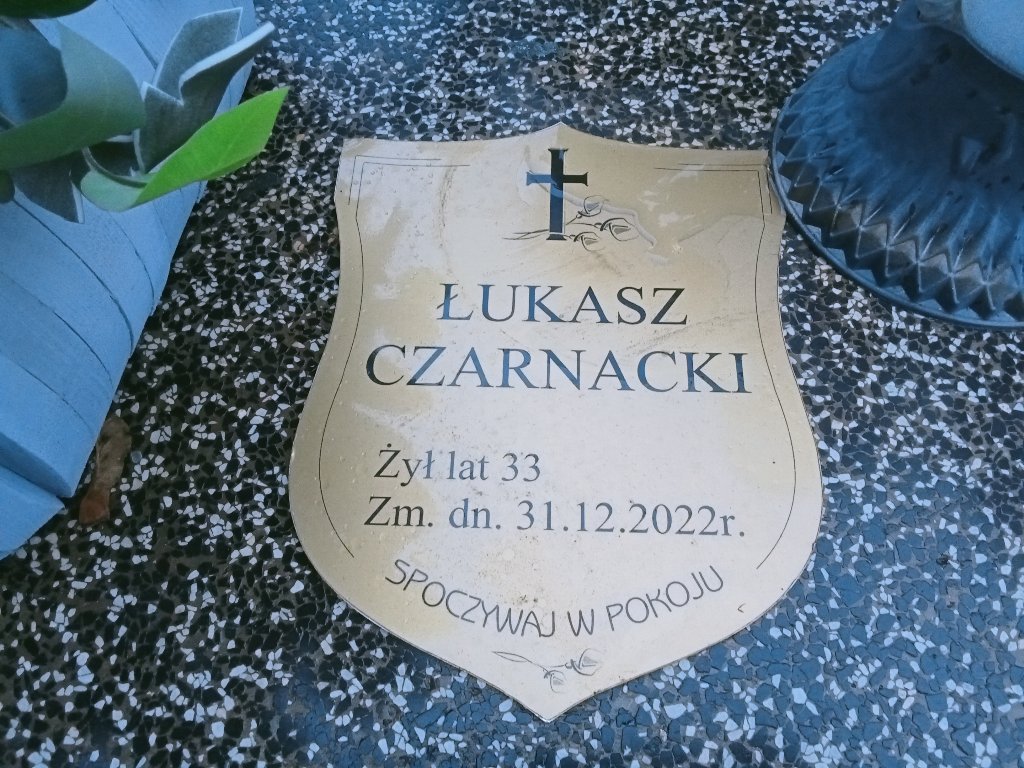 ŁUKASZ
CZARNACKI
Żył lat 33
Zm. dn. 31.12.2022r.
SPOCZYWAJ W POKOJU